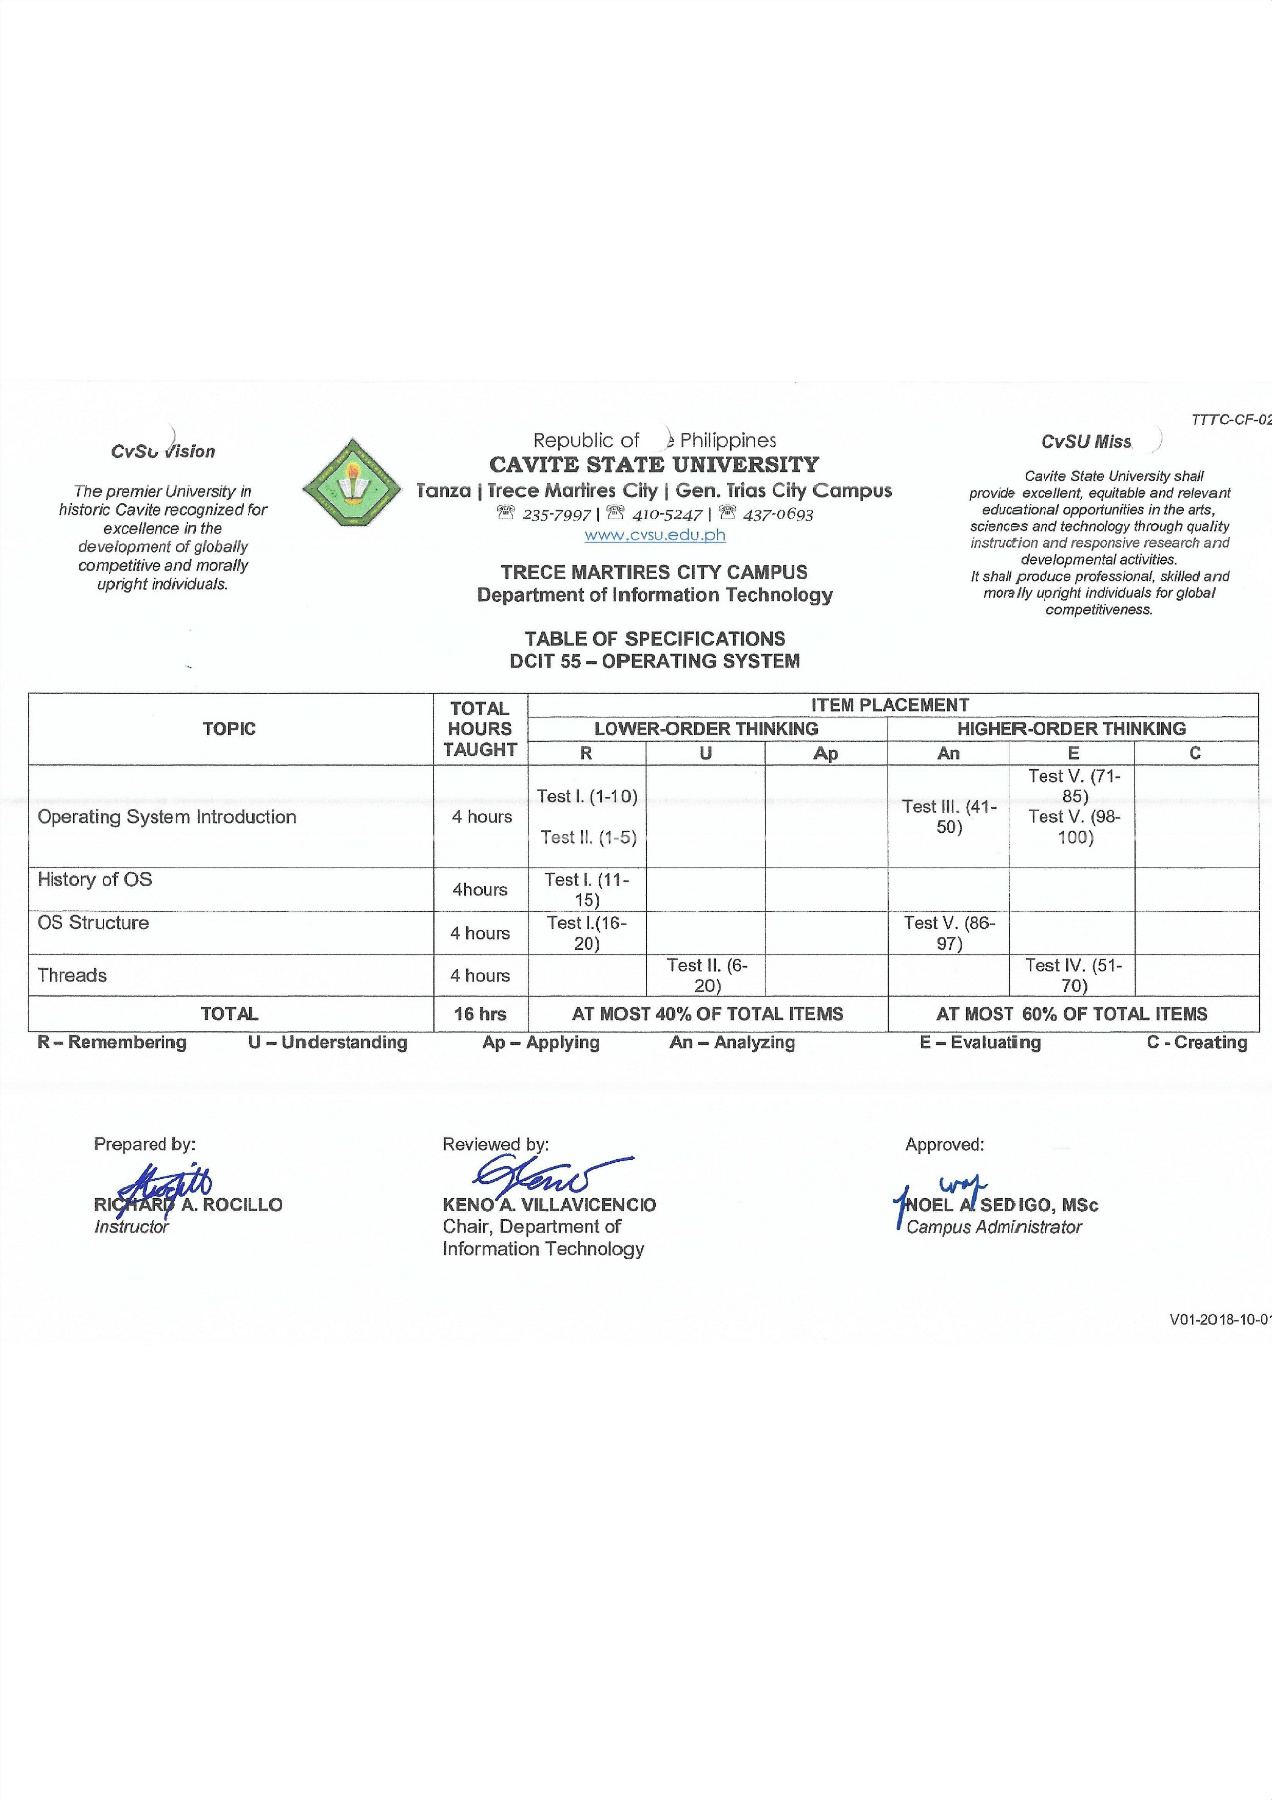 TTTC-CF-02
CvSU Vision
The premier University in
historic Cavite recognized for
excellence in the
development of globally
competitive and morally
upright individuals.
Republic of Philippines
CAVITE STATE UNIVERSITY
Tanza | Trece Martires City | Gen. Trias City Campus
☏ 235-7997 | ☏ 410-5247 | ☏ 437-0693
www.cvsu.edu.ph
TRECE MARTIRES CITY CAMPUS
Department of Information Technology
CvSU Miss
Cavite State University shall
provide excellent, equitable and relevant
educational opportunities in the arts,
sciences and technology through quality
instruction and responsive research and
developmental activities.
It shall produce professional, skilled and
morally upright individuals for global
competitiveness.
TABLE OF SPECIFICATIONS
DCIT 55 – OPERATING SYSTEM
TOPIC
TOTAL
HOURS
TAUGHT
ITEM PLACEMENT
LOWER-ORDER THINKING HIGHER-ORDER THINKING
R U Ap An E C
Operating System Introduction
4 hours
Test I. (1-10)
Test II. (1-5)
Test III. (41-
50)
Test V. (71-
85)
Test V. (98-
100)
History of OS
4hours
Test I. (11-
15)
OS Structure
4 hours
Test I.(16-
20)
Test V. (86-
97)
Threads
4 hours
Test II. (6-
20)
Test IV. (51-
70)
TOTAL 16 hrs AT MOST 40% OF TOTAL ITEMS AT MOST 60% OF TOTAL ITEMS
R – Remembering U – Understanding Ap – Applying An – Analyzing E – Evaluating C - Creating
Prepared by:
RICHARD A. ROCILLO
Instructor
Reviewed by:
KENO A. VILLAVICENCIO
Chair, Department of
Information Technology
Approved:
NOEL A. SEDIGO, MSc
Campus Administrator
V01-2018-10-01